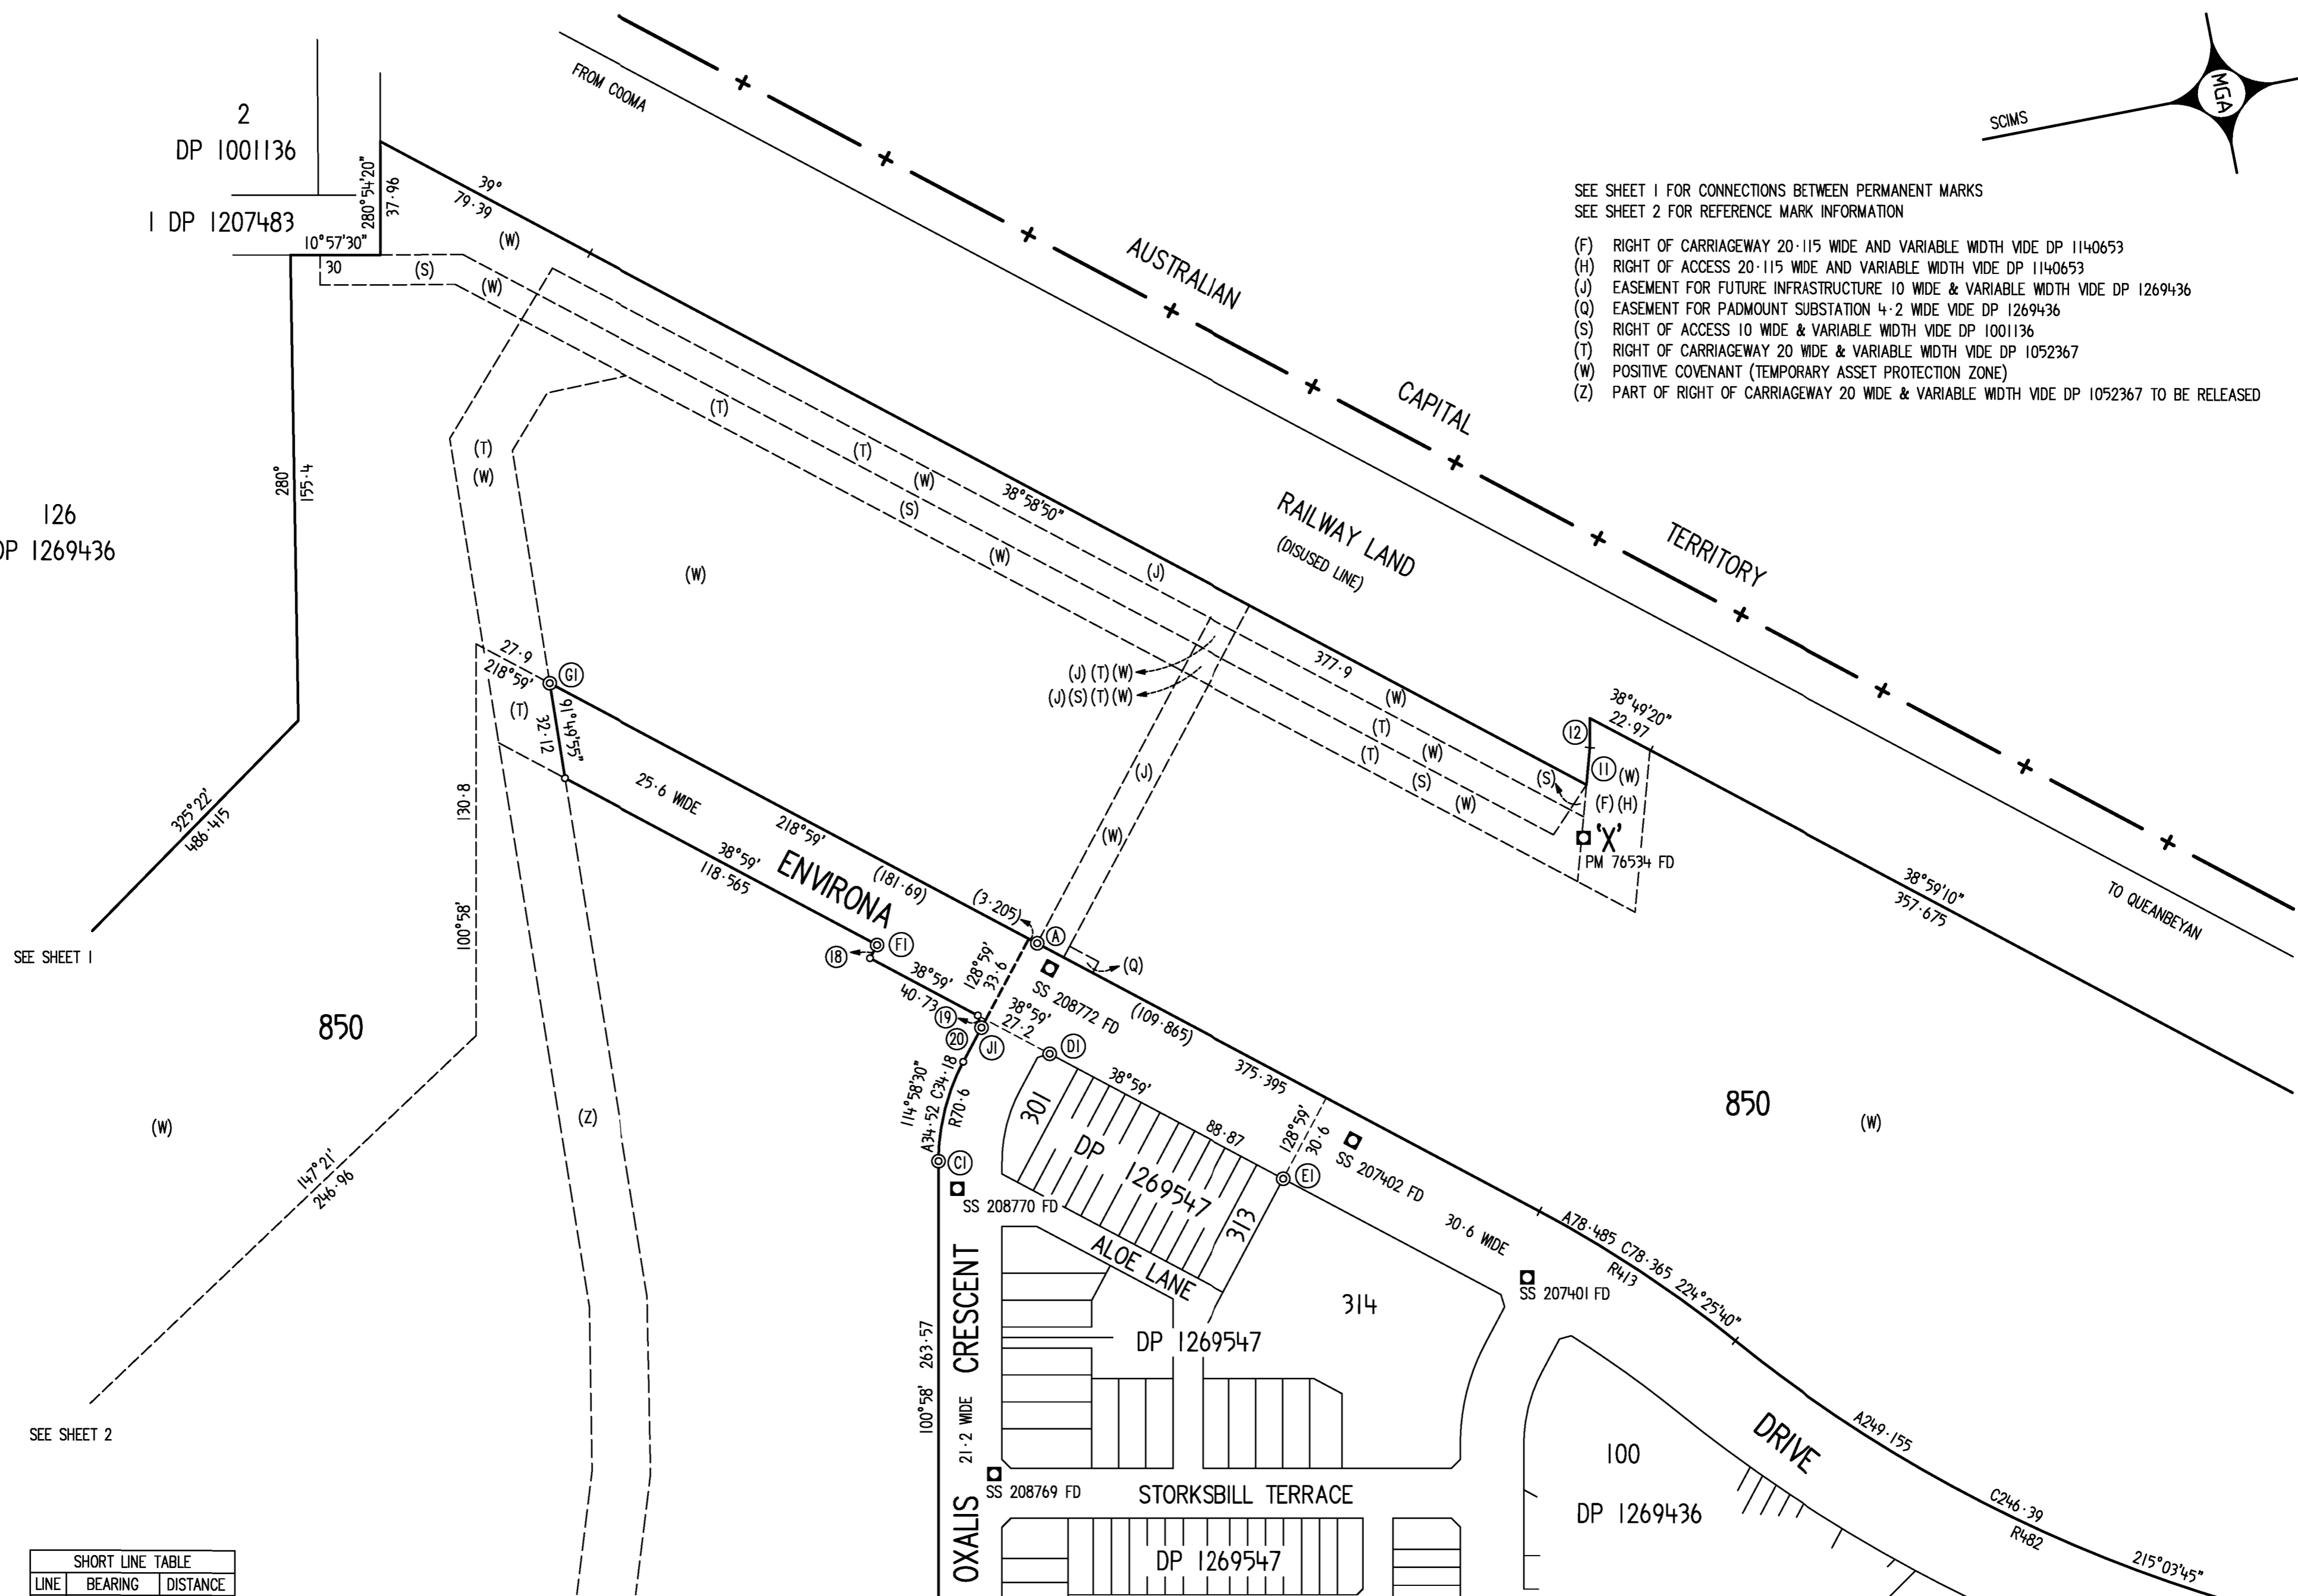 FROM COOMA
MGA
SCIMS
2
DP 1001136
1 DP 1207483
280°54'20"
37·96
10°57'30"
30
39°
79·39
(W)
(S)
(W)
AUSTRALIAN
CAPITAL
TERRITORY
SEE SHEET 1 FOR CONNECTIONS BETWEEN PERMANENT MARKS
SEE SHEET 2 FOR REFERENCE MARK INFORMATION
(F) RIGHT OF CARRIAGEWAY 20·115 WIDE AND VARIABLE WIDTH VIDE DP 1140653
(H) RIGHT OF ACCESS 20·115 WIDE AND VARIABLE WIDTH VIDE DP 1140653
(J) EASEMENT FOR FUTURE INFRASTRUCTURE 10 WIDE & VARIABLE WIDTH VIDE DP 1269436
(Q) EASEMENT FOR PADMOUNT SUBSTATION 4·2 WIDE VIDE DP 1269436
(S) RIGHT OF ACCESS 10 WIDE & VARIABLE WIDTH VIDE DP 1001136
(T) RIGHT OF CARRIAGEWAY 20 WIDE & VARIABLE WIDTH VIDE DP 1052367
(W) POSITIVE COVENANT (TEMPORARY ASSET PROTECTION ZONE)
(Z) PART OF RIGHT OF CARRIAGEWAY 20 WIDE & VARIABLE WIDTH VIDE DP 1052367 TO BE RELEASED
280°
155·4
126
DP 1269436
(T)
(W)
(T)
(T)
(W)
(S)
(W)
(W)
38°58'50"
(J)
RAILWAY LAND
(DISUSED LINE)
(J)(T)(W)
(J)(S)(T)(W)
377·9
(W)
(T)
(W)
(T)
(S)
(W)
(S)
38°49'20"
22·97
12
11
(W)
(F)(H)
'X'
PM 76534 FD
38°59'10"
357·675
TO QUEANBEYAN
27·9
218°59'
G1
(T)
91°49'55"
32·12
25·6 WIDE
218°59'
(181·69)
38°59'
118·565
ENVIRONA
(J)
(W)
325°22'
486·415
SEE SHEET 1
130·8
100°58'
(3·205)
A
F1
18
38°59'
40·73
128°59'
33·6
(Q)
SS 208772 FD
38°59'
27·2
(109·865)
375·395
19
20
J1
D1
850
850
(W)
(W)
(Z)
114°58'30"
A34·52 C34·18
R70·6
301
38°59'
88·87
DP 1269547
313
128°59'
30·6
SS 207402 FD
E1
C1
SS 208770 FD
147°21'
246·96
SEE SHEET 2
ALOE LANE
30·6 WIDE
SS 207401 FD
A78·485 C78·365 224°25'40"
R413
314
DP 1269547
100°58' 263·57
21·2 WIDE
OXALIS CRESCENT
SS 208769 FD
STORKSBILL TERRACE
DP 1269547
DRIVE
100
DP 1269436
A249·155
C246·39
R482
215°03'45"
SHORT LINE TABLE
LINE BEARING DISTANCE